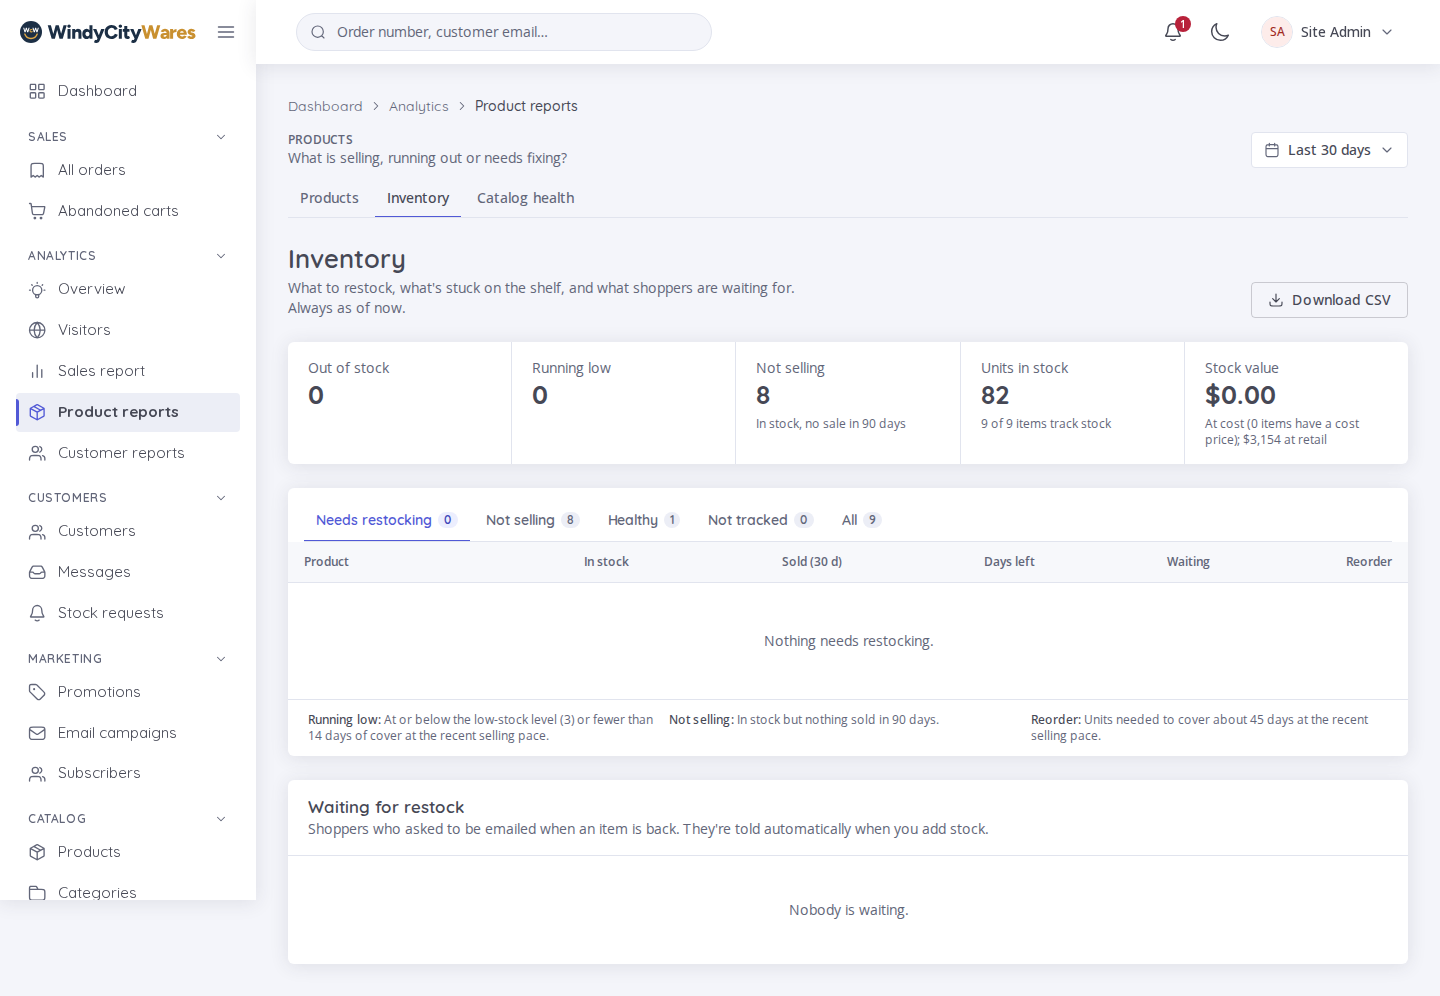 WCW WindyCityWares
Order number, customer email...
1
SA Site Admin
Dashboard
SALES
All orders
Abandoned carts
ANALYTICS
Overview
Visitors
Sales report
Product reports
Customer reports
CUSTOMERS
Customers
Messages
Stock requests
MARKETING
Promotions
Email campaigns
Subscribers
CATALOG
Products
Categories
Dashboard > Analytics > Product reports
PRODUCTS
What is selling, running out or needs fixing?
Last 30 days
Products Inventory Catalog health
Inventory
What to restock, what's stuck on the shelf, and what shoppers are waiting for.
Always as of now.
Download CSV
Out of stock
0
Running low
0
Not selling
8
In stock, no sale in 90 days
Units in stock
82
9 of 9 items track stock
Stock value
$0.00
At cost (0 items have a cost
price); $3,154 at retail
Needs restocking 0 Not selling 8 Healthy 1 Not tracked 0 All 9
Product In stock Sold (30 d) Days left Waiting Reorder
Nothing needs restocking.
Running low: At or below the low-stock level (3) or fewer than
14 days of cover at the recent selling pace.
Not selling: In stock but nothing sold in 90 days.
Reorder: Units needed to cover about 45 days at the recent
selling pace.
Waiting for restock
Shoppers who asked to be emailed when an item is back. They're told automatically when you add stock.
Nobody is waiting.